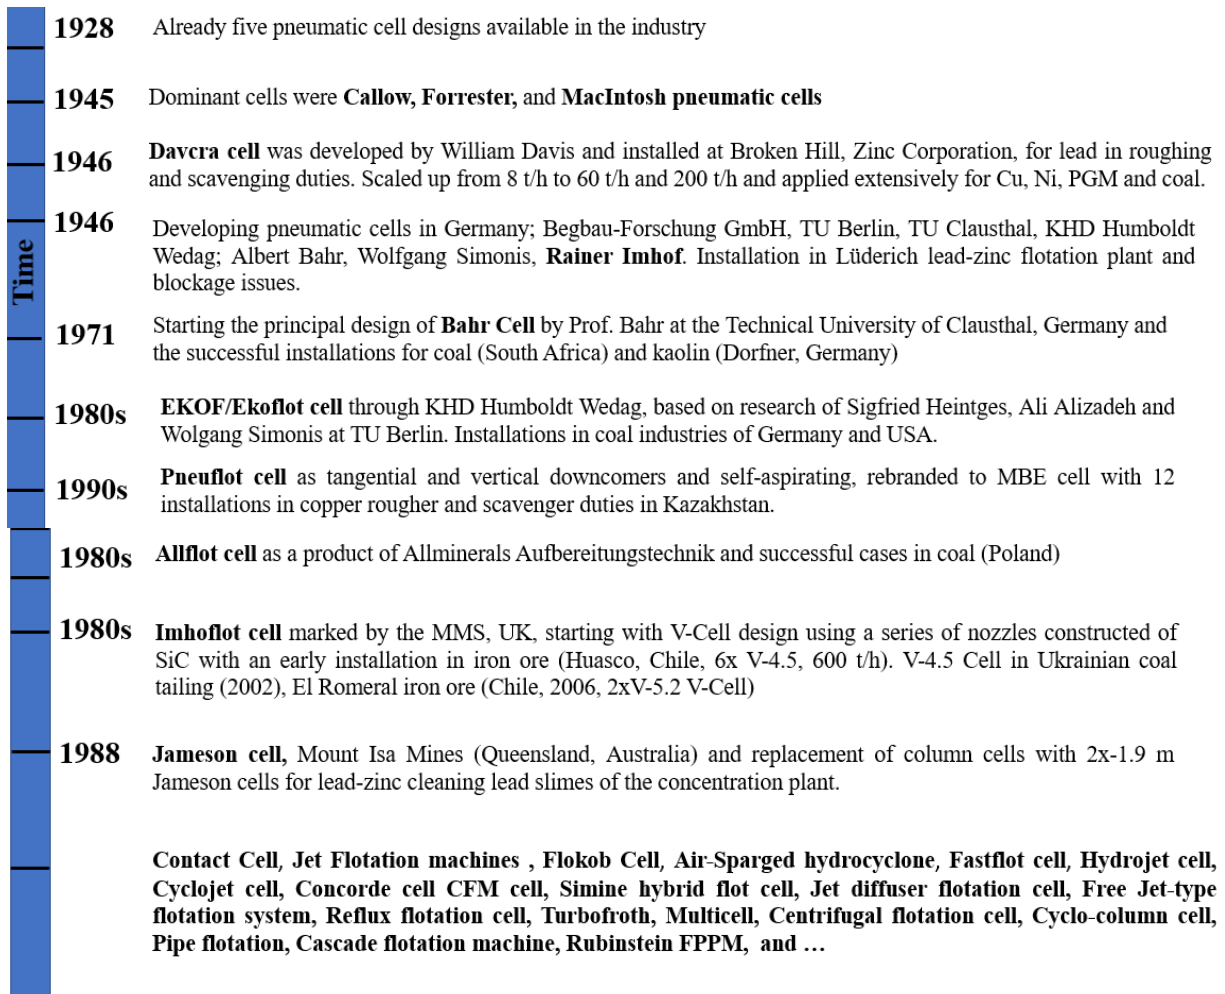 Time
1928 Already five pneumatic cell designs available in the industry
1945 Dominant cells were Callow, Forrester, and MacIntosh pneumatic cells
1946 Davcra cell was developed by William Davis and installed at Broken Hill, Zinc Corporation, for lead in roughing
and scavenging duties. Scaled up from 8 t/h to 60 t/h and 200 t/h and applied extensively for Cu, Ni, PGM and coal.
1946 Developing pneumatic cells in Germany; Begbau-Forschung GmbH, TU Berlin, TU Clausthal, KHD Humboldt
Wedag; Albert Bahr, Wolfgang Simonis, Rainer Imhof. Installation in Lüderich lead-zinc flotation plant and
blockage issues.
1971 Starting the principal design of Bahr Cell by Prof. Bahr at the Technical University of Clausthal, Germany and
the successful installations for coal (South Africa) and kaolin (Dorfner, Germany)
1980s EKOF/Ekoflot cell through KHD Humboldt Wedag, based on research of Sigfried Heintges, Ali Alizadeh and
Wolgang Simonis at TU Berlin. Installations in coal industries of Germany and USA.
1990s Pneuflot cell as tangential and vertical downcomers and self-aspirating, rebranded to MBE cell with 12
installations in copper rougher and scavenger duties in Kazakhstan.
1980s Allflot cell as a product of Allminerals Aufbereitungstechnik and successful cases in coal (Poland)
1980s Imhoflot cell marked by the MMS, UK, starting with V-Cell design using a series of nozzles constructed of
SiC with an early installation in iron ore (Huasco, Chile, 6x V-4.5, 600 t/h). V-4.5 Cell in Ukrainian coal
tailing (2002), El Romeral iron ore (Chile, 2006, 2xV-5.2 V-Cell)
1988 Jameson cell, Mount Isa Mines (Queensland, Australia) and replacement of column cells with 2x-1.9 m
Jameson cells for lead-zinc cleaning lead slimes of the concentration plant.
Contact Cell, Jet Flotation machines , Flokob Cell, Air-Sparged hydrocyclone, Fastflot cell, Hydrojet cell,
Cyclojet cell, Concorde cell CFM cell, Simine hybrid flot cell, Jet diffuser flotation cell, Free Jet-type
flotation system, Reflux flotation cell, Turbofroth, Multicell, Centrifugal flotation cell, Cyclo-column cell,
Pipe flotation, Cascade flotation machine, Rubinstein FPPM, and …